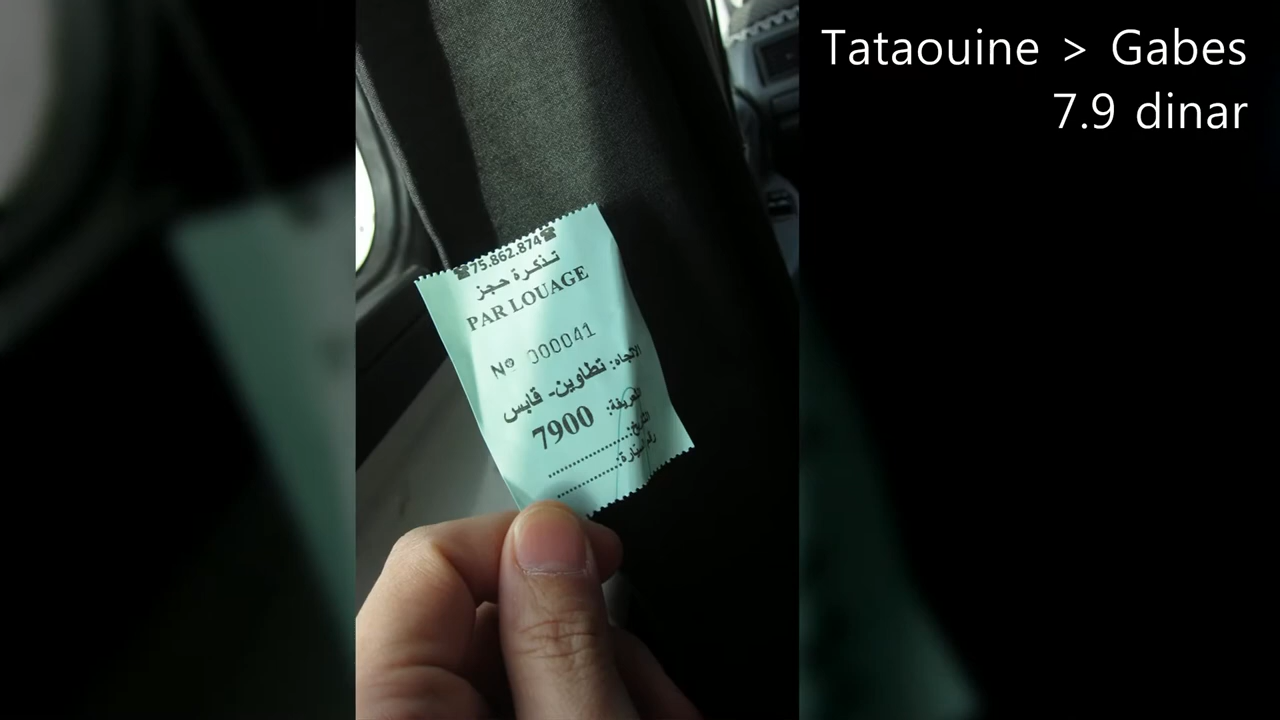 Tataouine > Gabes
7.9 dinar
☎75.862.874☎
تذكرة حجز
PAR LOUAGE
Nº 000041
الاتجاه: تطاوين- قابس
التعريفة: 7900
التاريخ:....................
رقم السيارة:................